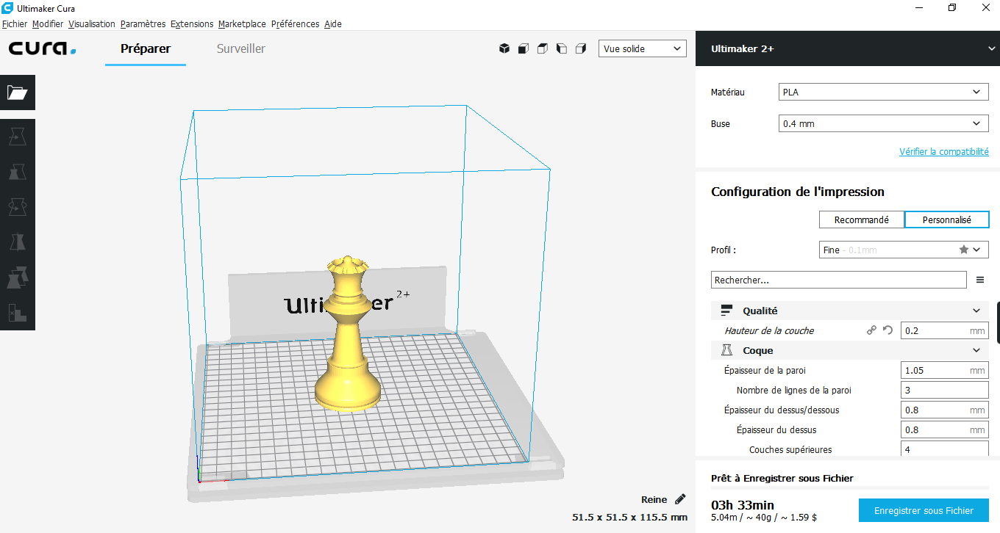 Ultimaker Cura
Fichier Modifier Visualisation Paramètres Extensions Marketplace Préférences Aide
cura.
Préparer Surveiller
Vue solide
Ultimaker 2+
Matériau PLA
Buse 0.4 mm
Vérifier la compatibilité
Configuration de l'impression
Recommandé Personnalisé
Profil : Fine - 0.1mm
Rechercher...
Qualité
Hauteur de la couche 0.2 mm
Coque
Épaisseur de la paroi 1.05 mm
Nombre de lignes de la paroi 3
Épaisseur du dessus/dessous 0.8 mm
Épaisseur du dessus 0.8 mm
Couches supérieures 4
Prêt à Enregistrer sous Fichier
03h 33min
5.04m / ~ 40g / ~ 1.59 $
Enregistrer sous Fichier
Ulti er 2+
Reine
51.5 x 51.5 x 115.5 mm